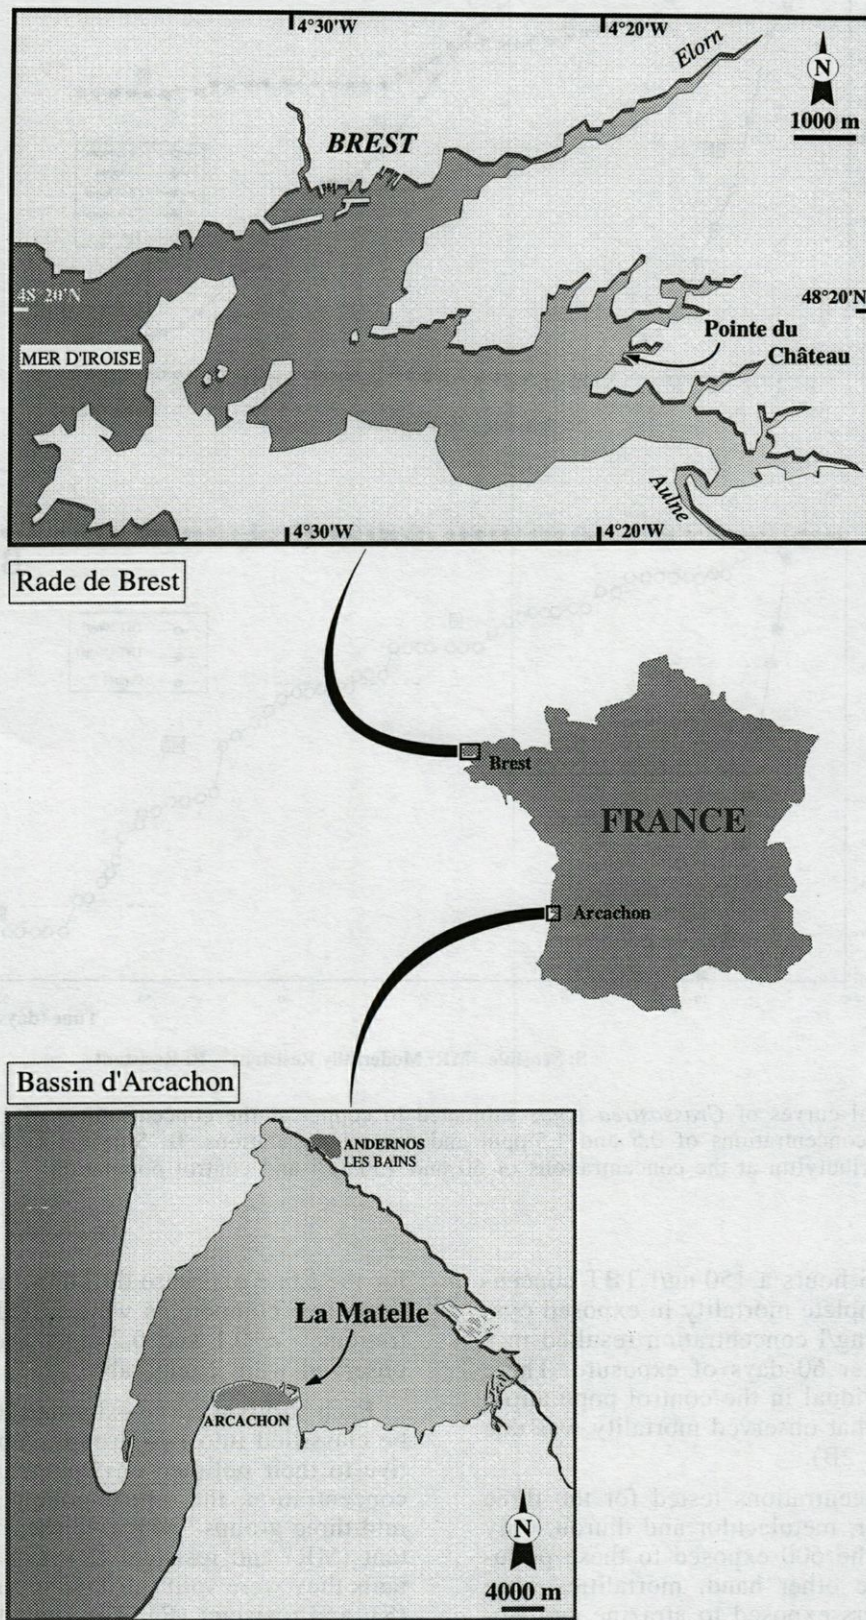 4°30'W
4°20'W
Elorn
N
1000 m
BREST
48°20'N
48°20'N
Pointe du
Château
MER D'IROISE
Aulne
4°30'W
4°20'W
Rade de Brest
Brest
FRANCE
Arcachon
Bassin d'Arcachon
ANDERNOS
LES BAINS
La Matelle
ARCACHON
N
4000 m